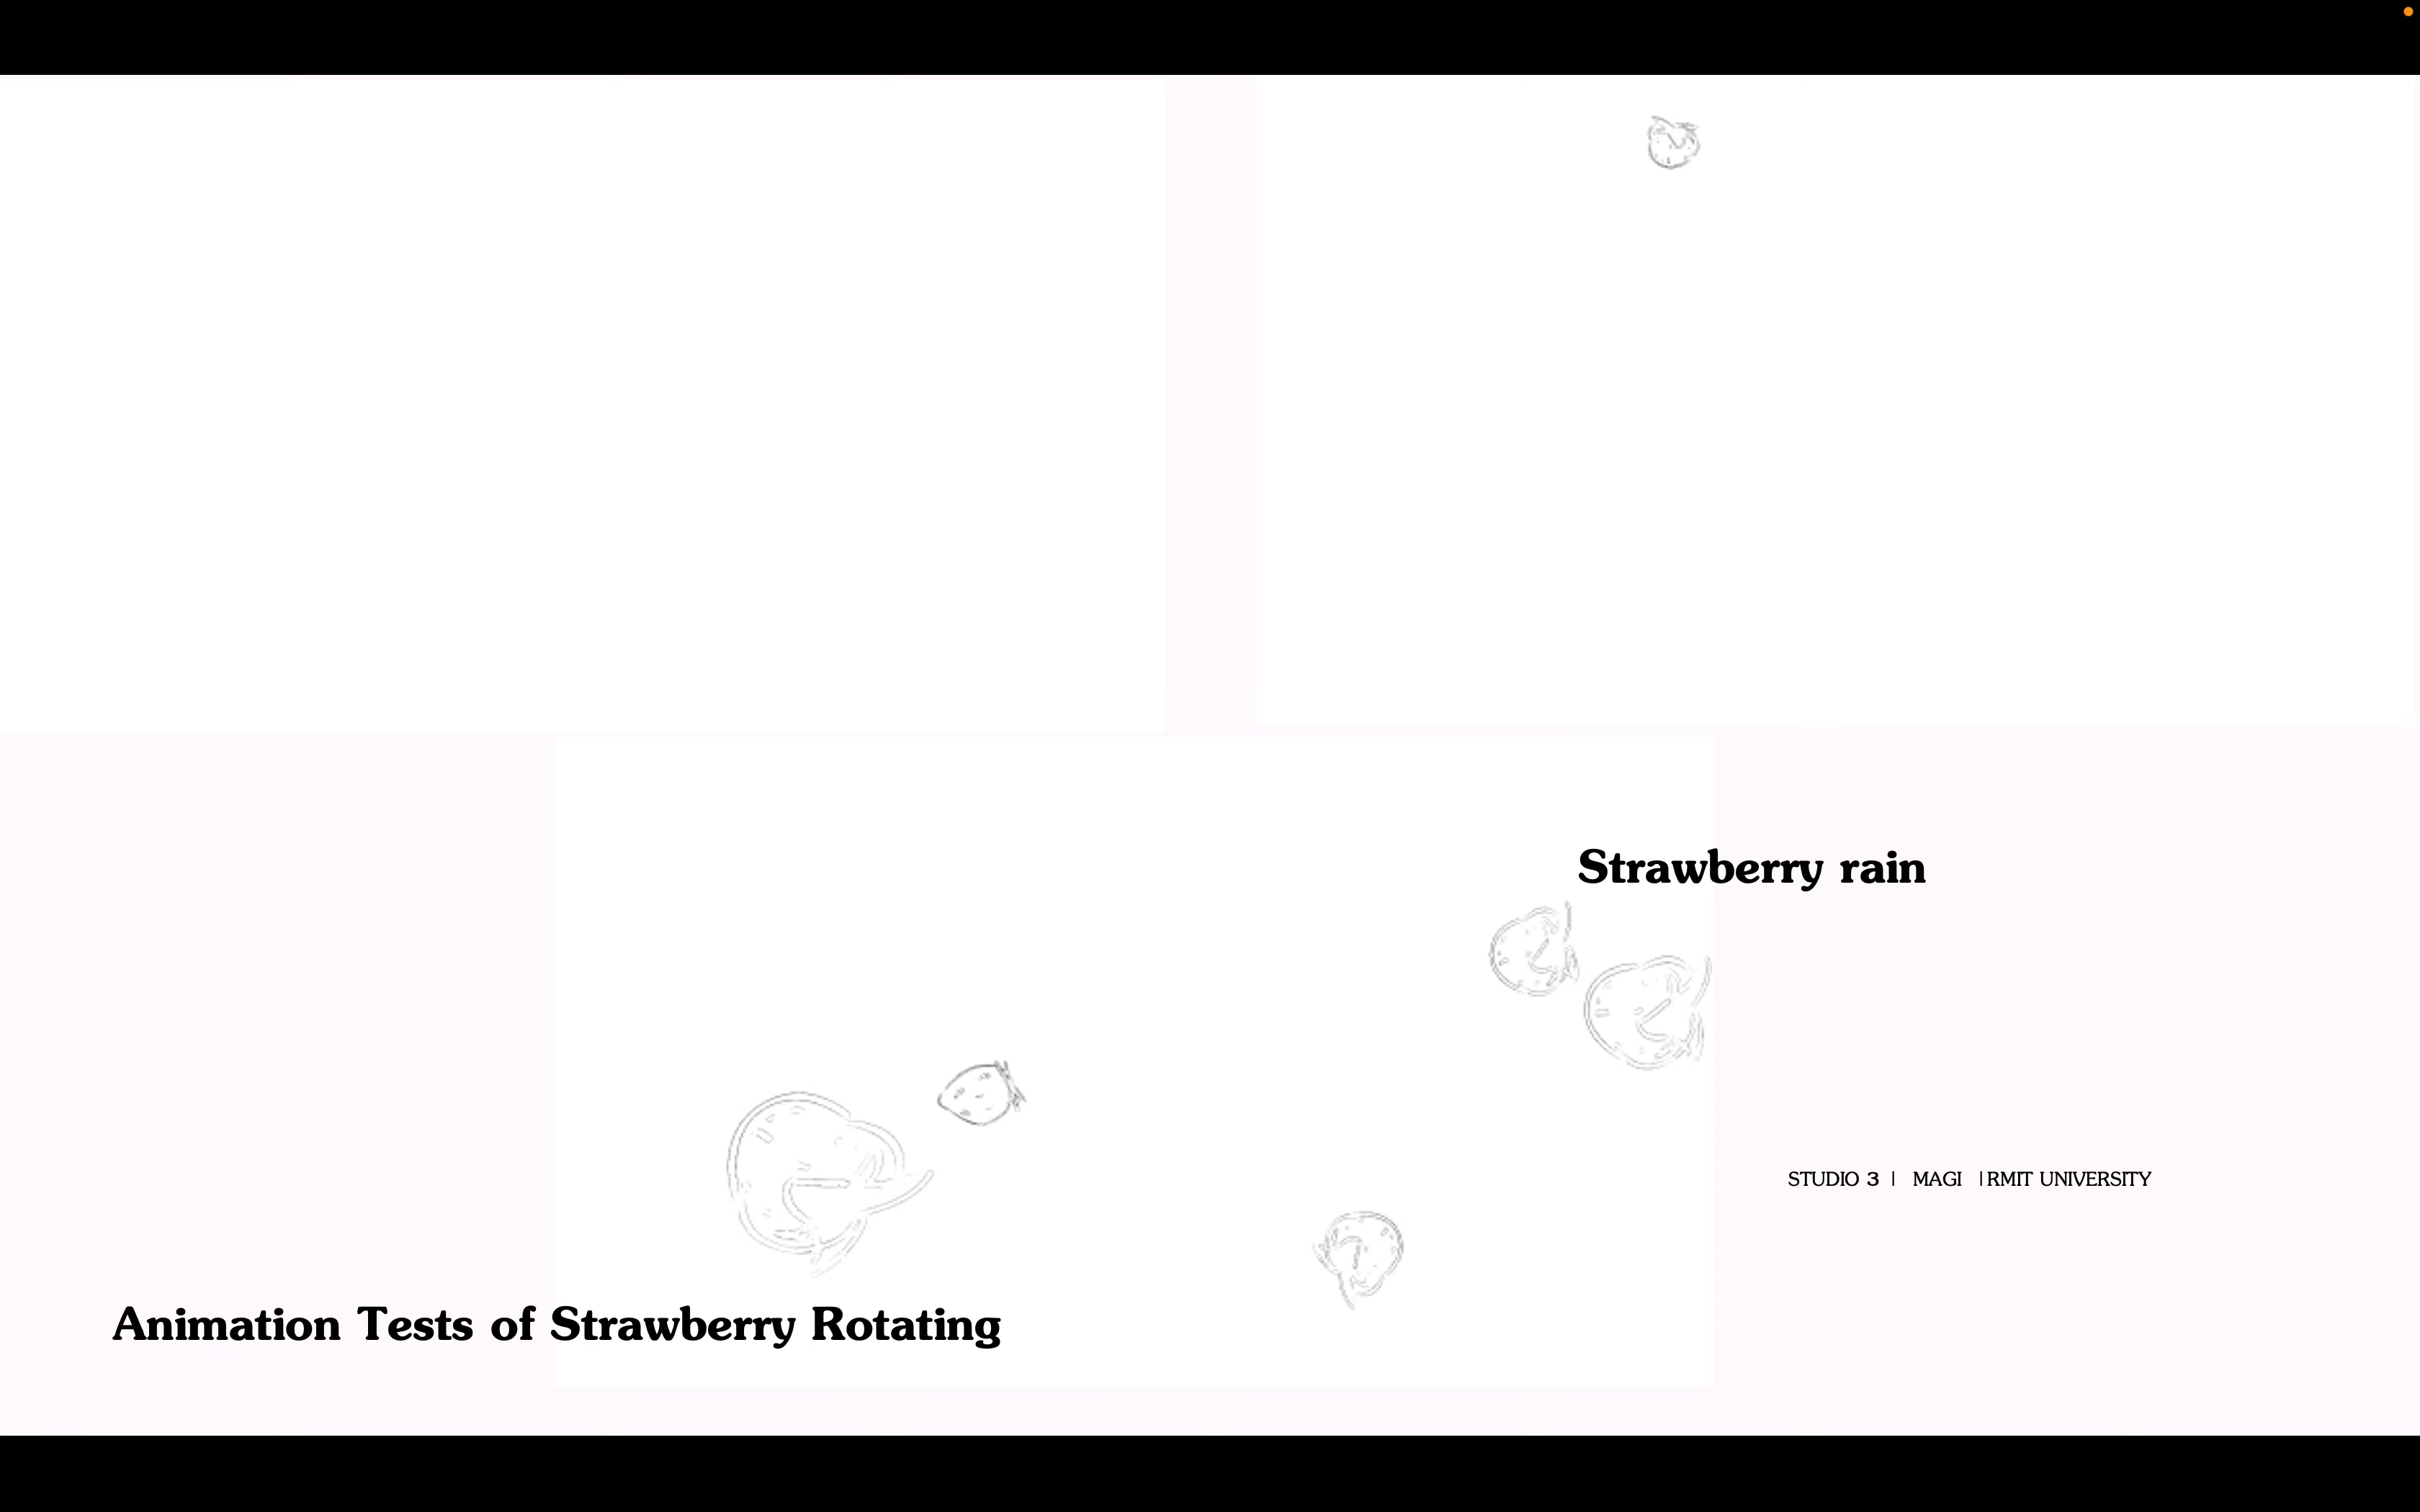 Strawberry rain
STUDIO 3 | MAGI | RMIT UNIVERSITY
Animation Tests of Strawberry Rotating